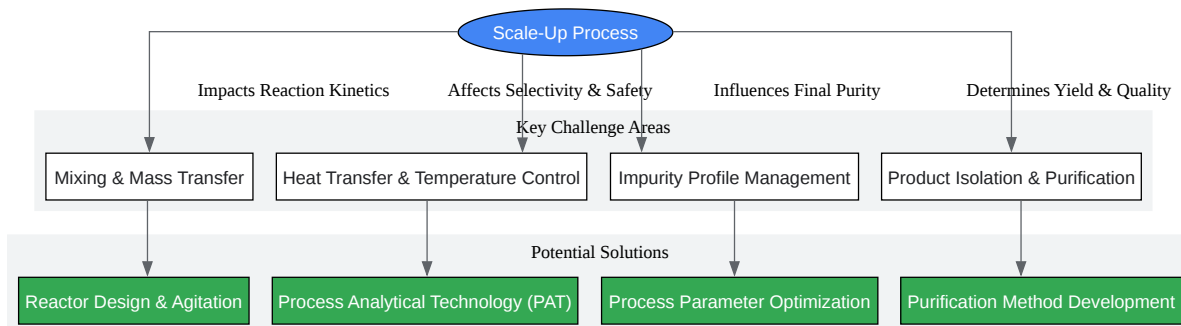 Scale-Up Process
Impacts Reaction Kinetics
Affects Selectivity & Safety
Influences Final Purity
Determines Yield & Quality
Key Challenge Areas
Mixing & Mass Transfer
Heat Transfer & Temperature Control
Impurity Profile Management
Product Isolation & Purification
Potential Solutions
Reactor Design & Agitation
Process Analytical Technology (PAT)
Process Parameter Optimization
Purification Method Development